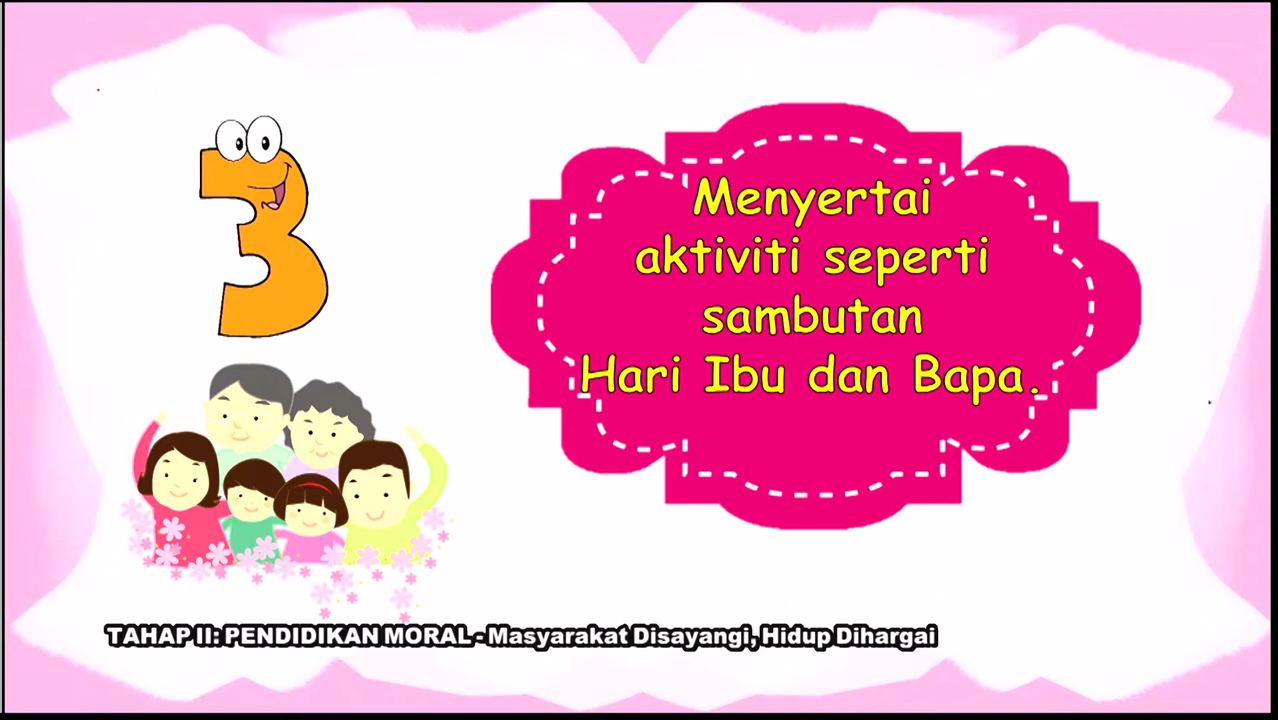 3
Menyertai
aktiviti seperti
sambutan
Hari Ibu dan Bapa.
TAHAP II: PENDIDIKAN MORAL - Masyarakat Disayangi, Hidup Dihargai